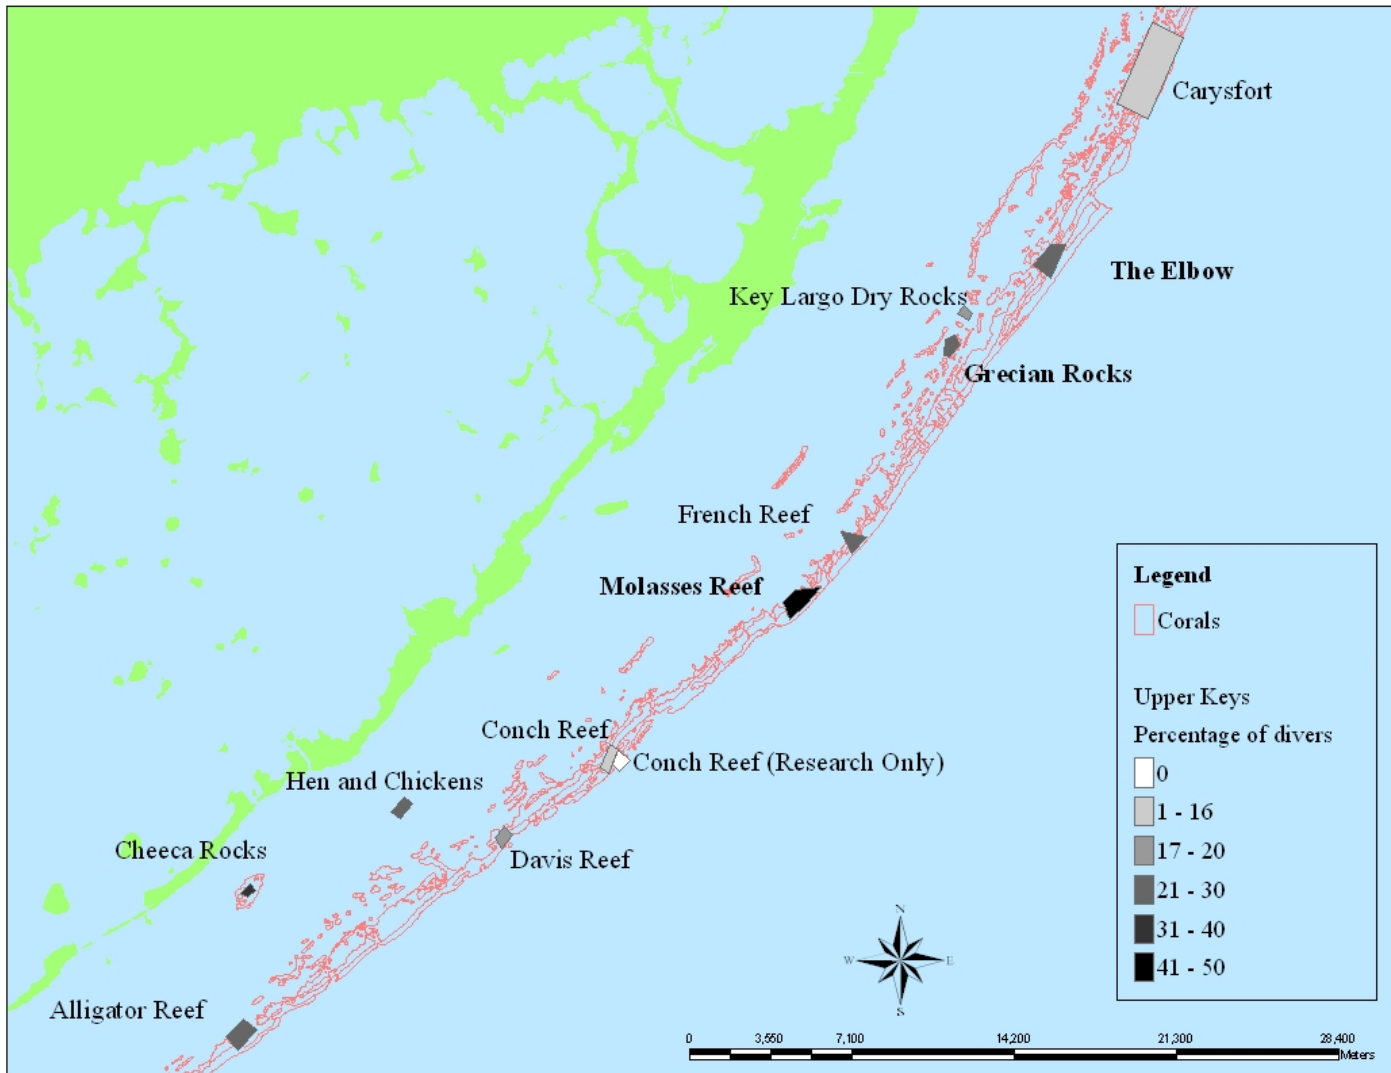 Carysfort
The Elbow
Key Largo Dry Rocks
Grecian Rocks
French Reef
Molasses Reef
Conch Reef
Conch Reef (Research Only)
Hen and Chickens
Cheeca Rocks
Davis Reef
Alligator Reef
Legend
Corals
Upper Keys
Percentage of divers
0
1 - 16
17 - 20
21 - 30
31 - 40
41 - 50
N
W E
S
0 3,550 7,100 14,200 21,300 28,400
Meters